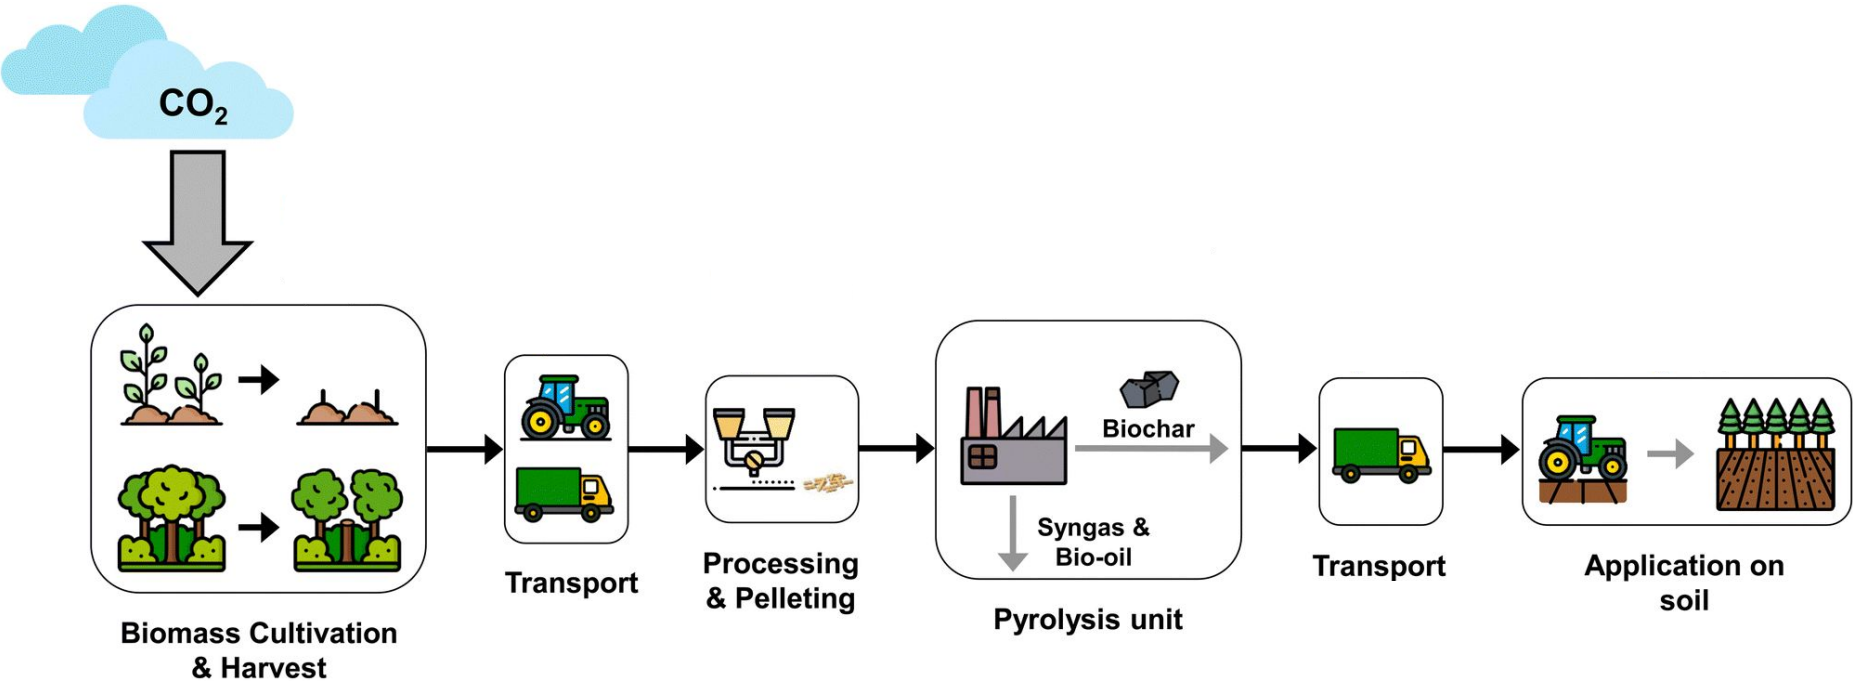 CO₂
Biochar
Syngas &
Bio-oil
Transport
Processing
& Pelleting
Pyrolysis unit
Transport
Application on
soil
Biomass Cultivation
& Harvest